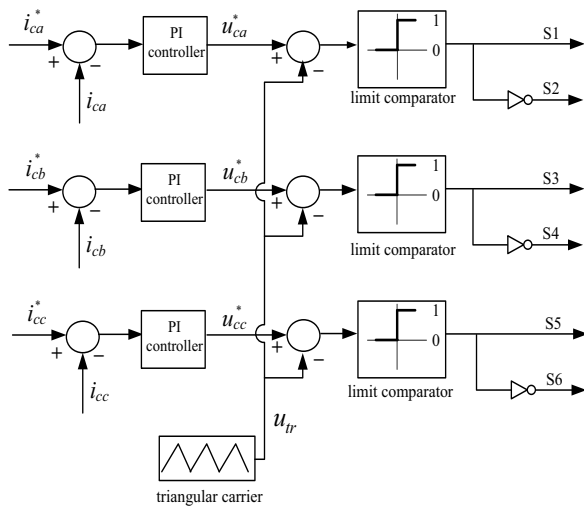 i*ca
+
−
ica
PI
controller
u*ca
+
−
1
0
limit comparator
S1
S2
i*cb
+
−
icb
PI
controller
u*cb
+
−
1
0
limit comparator
S3
S4
i*cc
+
−
icc
PI
controller
u*cc
+
−
1
0
limit comparator
S5
S6
utr
triangular carrier